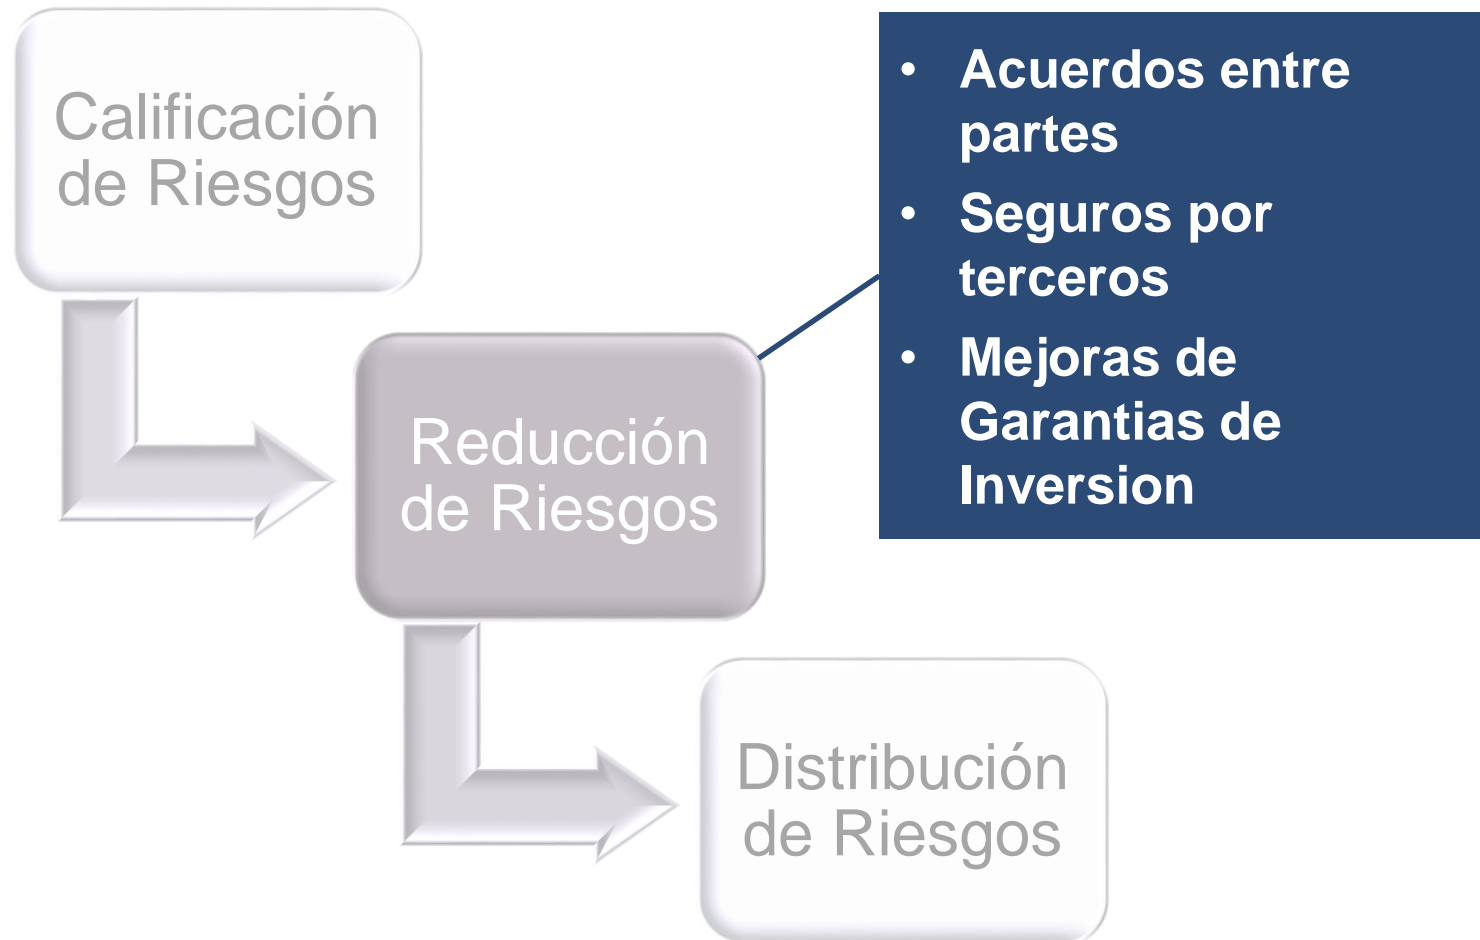 Calificación
de Riesgos
• Acuerdos entre
partes
• Seguros por
terceros
• Mejoras de
Garantias de
Inversion
Reducción
de Riesgos
Distribución
de Riesgos